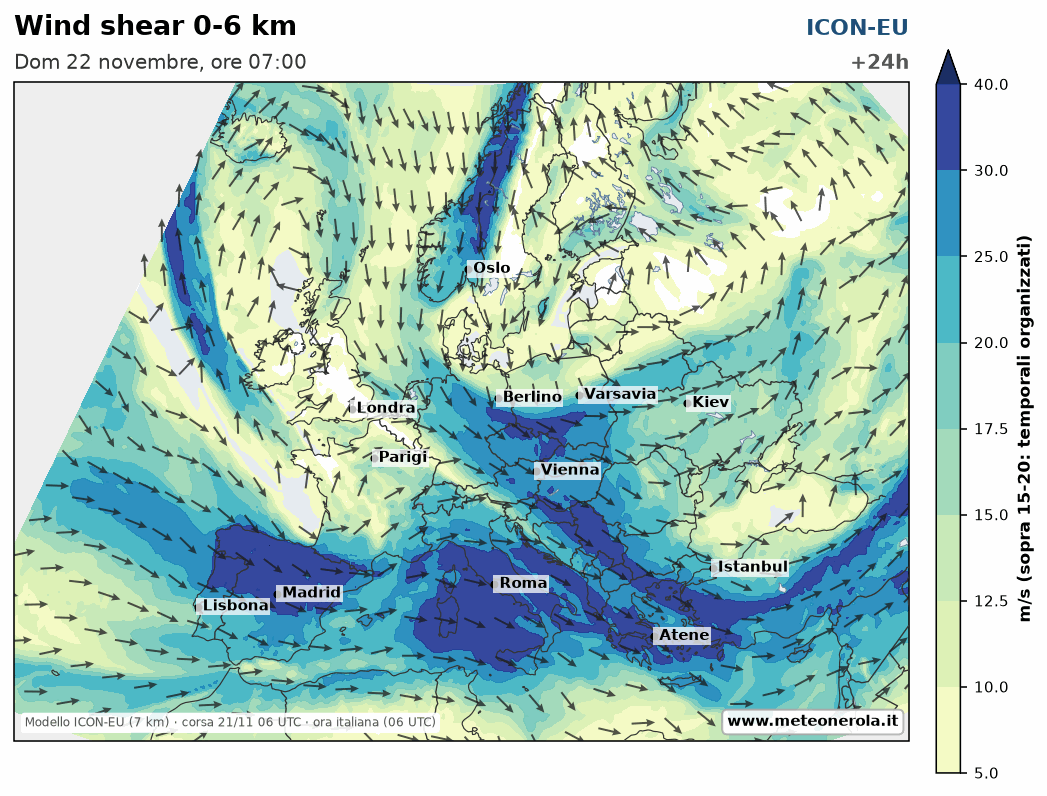 Wind shear 0-6 km
ICON-EU
Dom 22 novembre, ore 07:00
+24h
40.0
30.0
25.0
20.0
17.5
15.0
12.5
10.0
5.0
m/s (sopra 15-20: temporali organizzati)
Oslo
Berlino
Varsavia
Kiev
Londra
Parigi
Vienna
Istanbul
Roma
Madrid
Lisbona
Atene
Modello ICON-EU (7 km) · corsa 21/11 06 UTC · ora italiana (06 UTC)
www.meteonerola.it